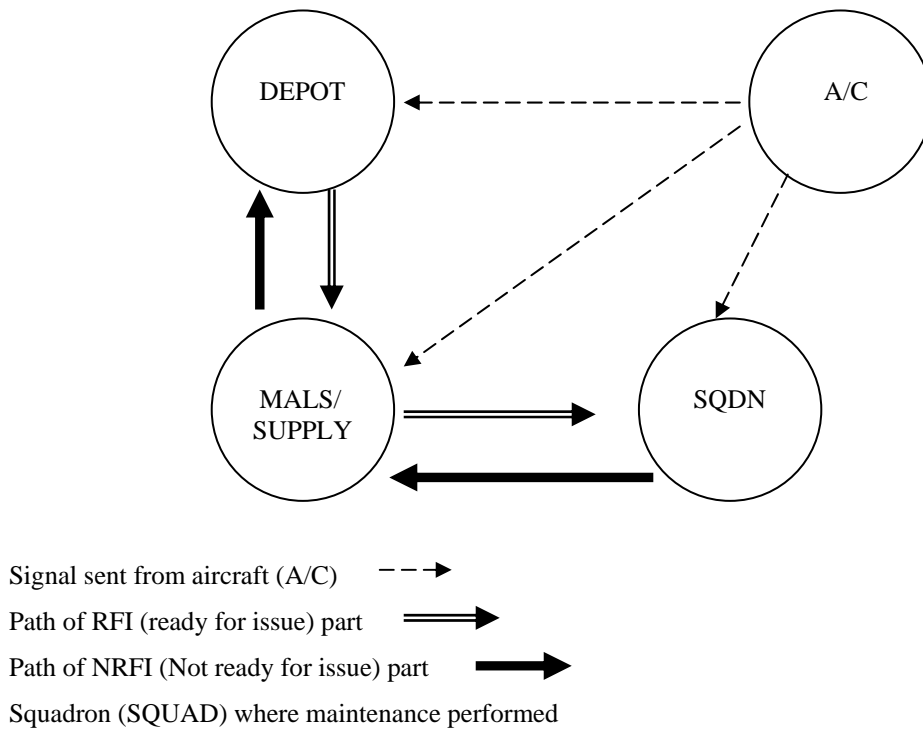 DEPOT
A/C
MALS/
SUPPLY
SQDN
Signal sent from aircraft (A/C)
Path of RFI (ready for issue) part
Path of NRFI (Not ready for issue) part
Squadron (SQUAD) where maintenance performed